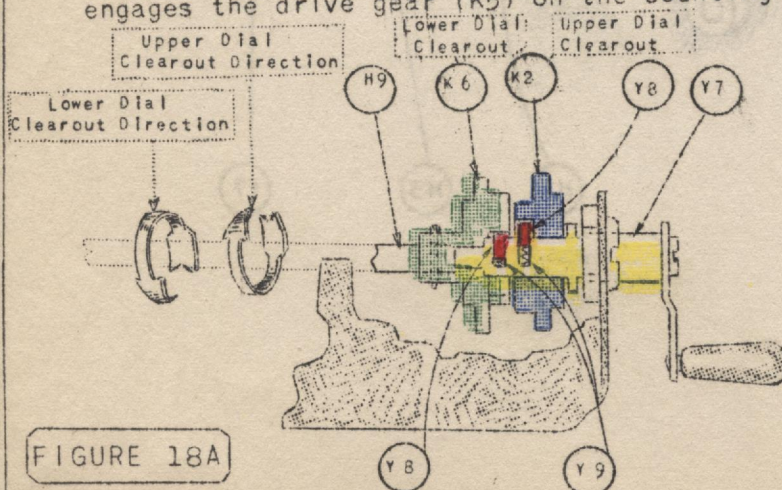 engages the drive gear (K5) on the
Lower Dial
Clearout
Upper Dial
Clearout
Upper Dial
Clearout Direction
Lower Dial
Clearout Direction
H9
K6
K2
Y8
Y7
Y8
Y9
FIGURE 18A